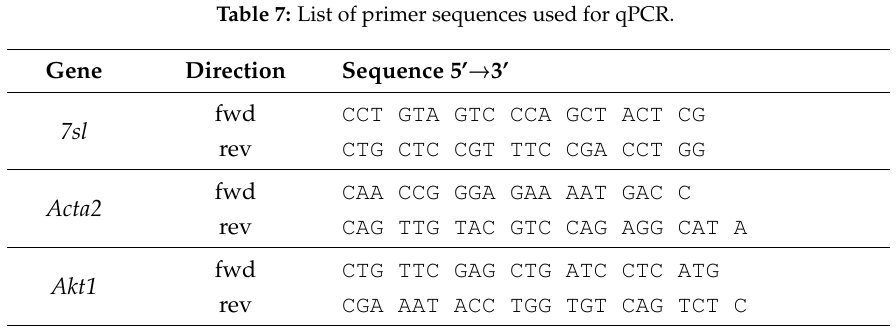 Table 7: List of primer sequences used for qPCR.
Gene Direction Sequence 5′→3′
7sl
fwd CCT GTA GTC CCA GCT ACT CG
rev CTG CTC CGT TTC CGA CCT GG
Acta2
fwd CAA CCG GGA GAA AAT GAC C
rev CAG TTG TAC GTC CAG AGG CAT A
Akt1
fwd CTG TTC GAG CTG ATC CTC ATG
rev CGA AAT ACC TGG TGT CAG TCT C